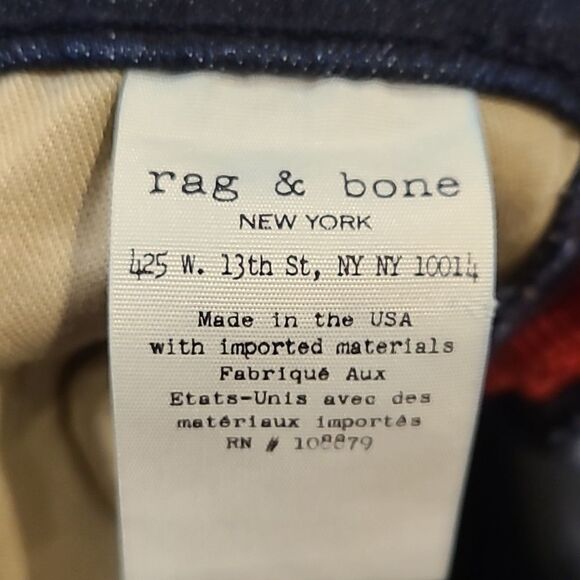 rag & bone
NEW YORK
425 W. 13th St, NY NY 10014
Made in the USA
with imported materials
Fabriqué Aux
Etats-Unis avec des
matériaux importés
RN # 108879